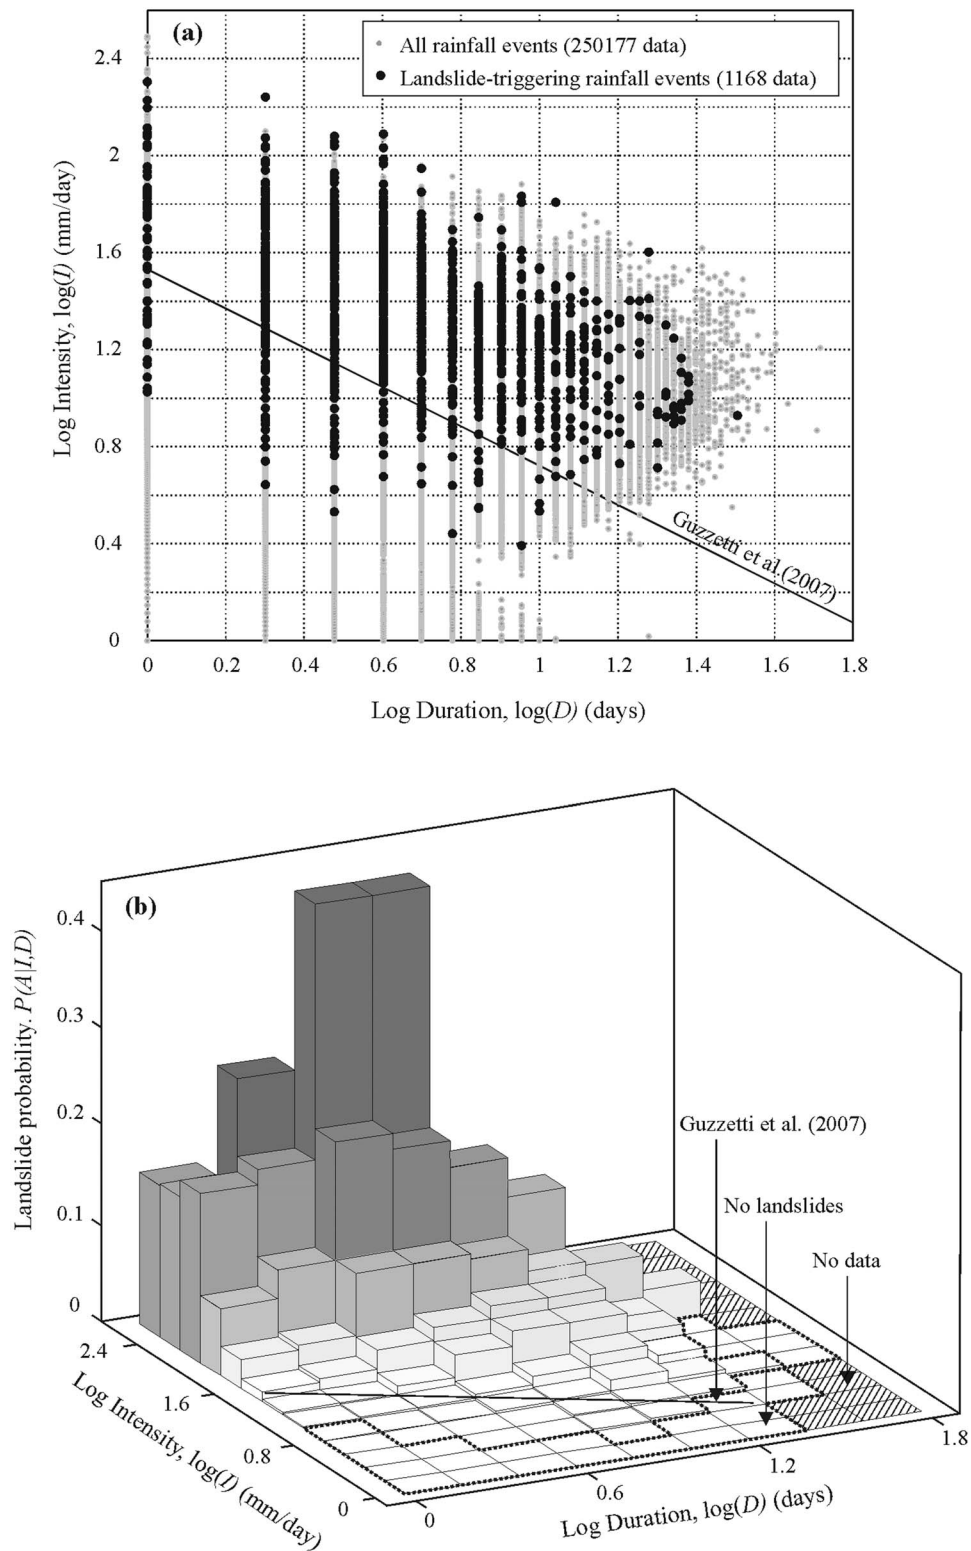 (a)
All rainfall events (250177 data)
Landslide-triggering rainfall events (1168 data)
2.4
2
1.6
1.2
0.8
0.4
0
Log Intensity, log(I) (mm/day)
Guzzetti et al.(2007)
0 0.2 0.4 0.6 0.8 1 1.2 1.4 1.6 1.8
Log Duration, log(D) (days)
(b)
0.4
0.3
0.2
0.1
0
Landslide probability. P(A|I,D)
Guzzetti et al. (2007)
No landslides
No data
2.4
1.6
0.8
0
Log Intensity, log(I) (mm/day)
0
0.6
1.2
1.8
Log Duration, log(D) (days)